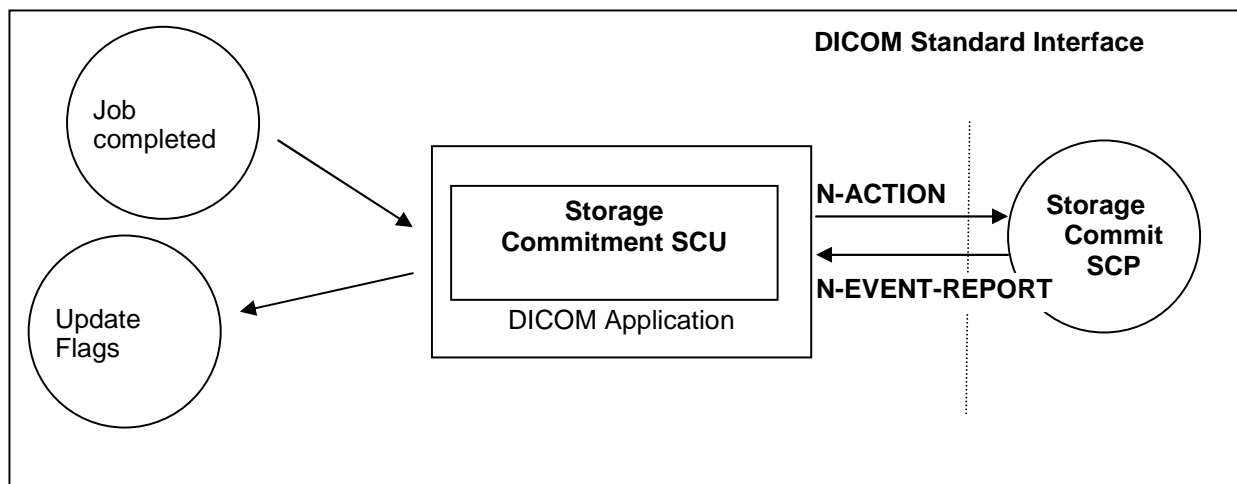 DICOM Standard Interface
Job
completed
Storage
Commitment SCU
DICOM Application
N-ACTION
N-EVENT-REPORT
Storage
Commit
SCP
Update
Flags